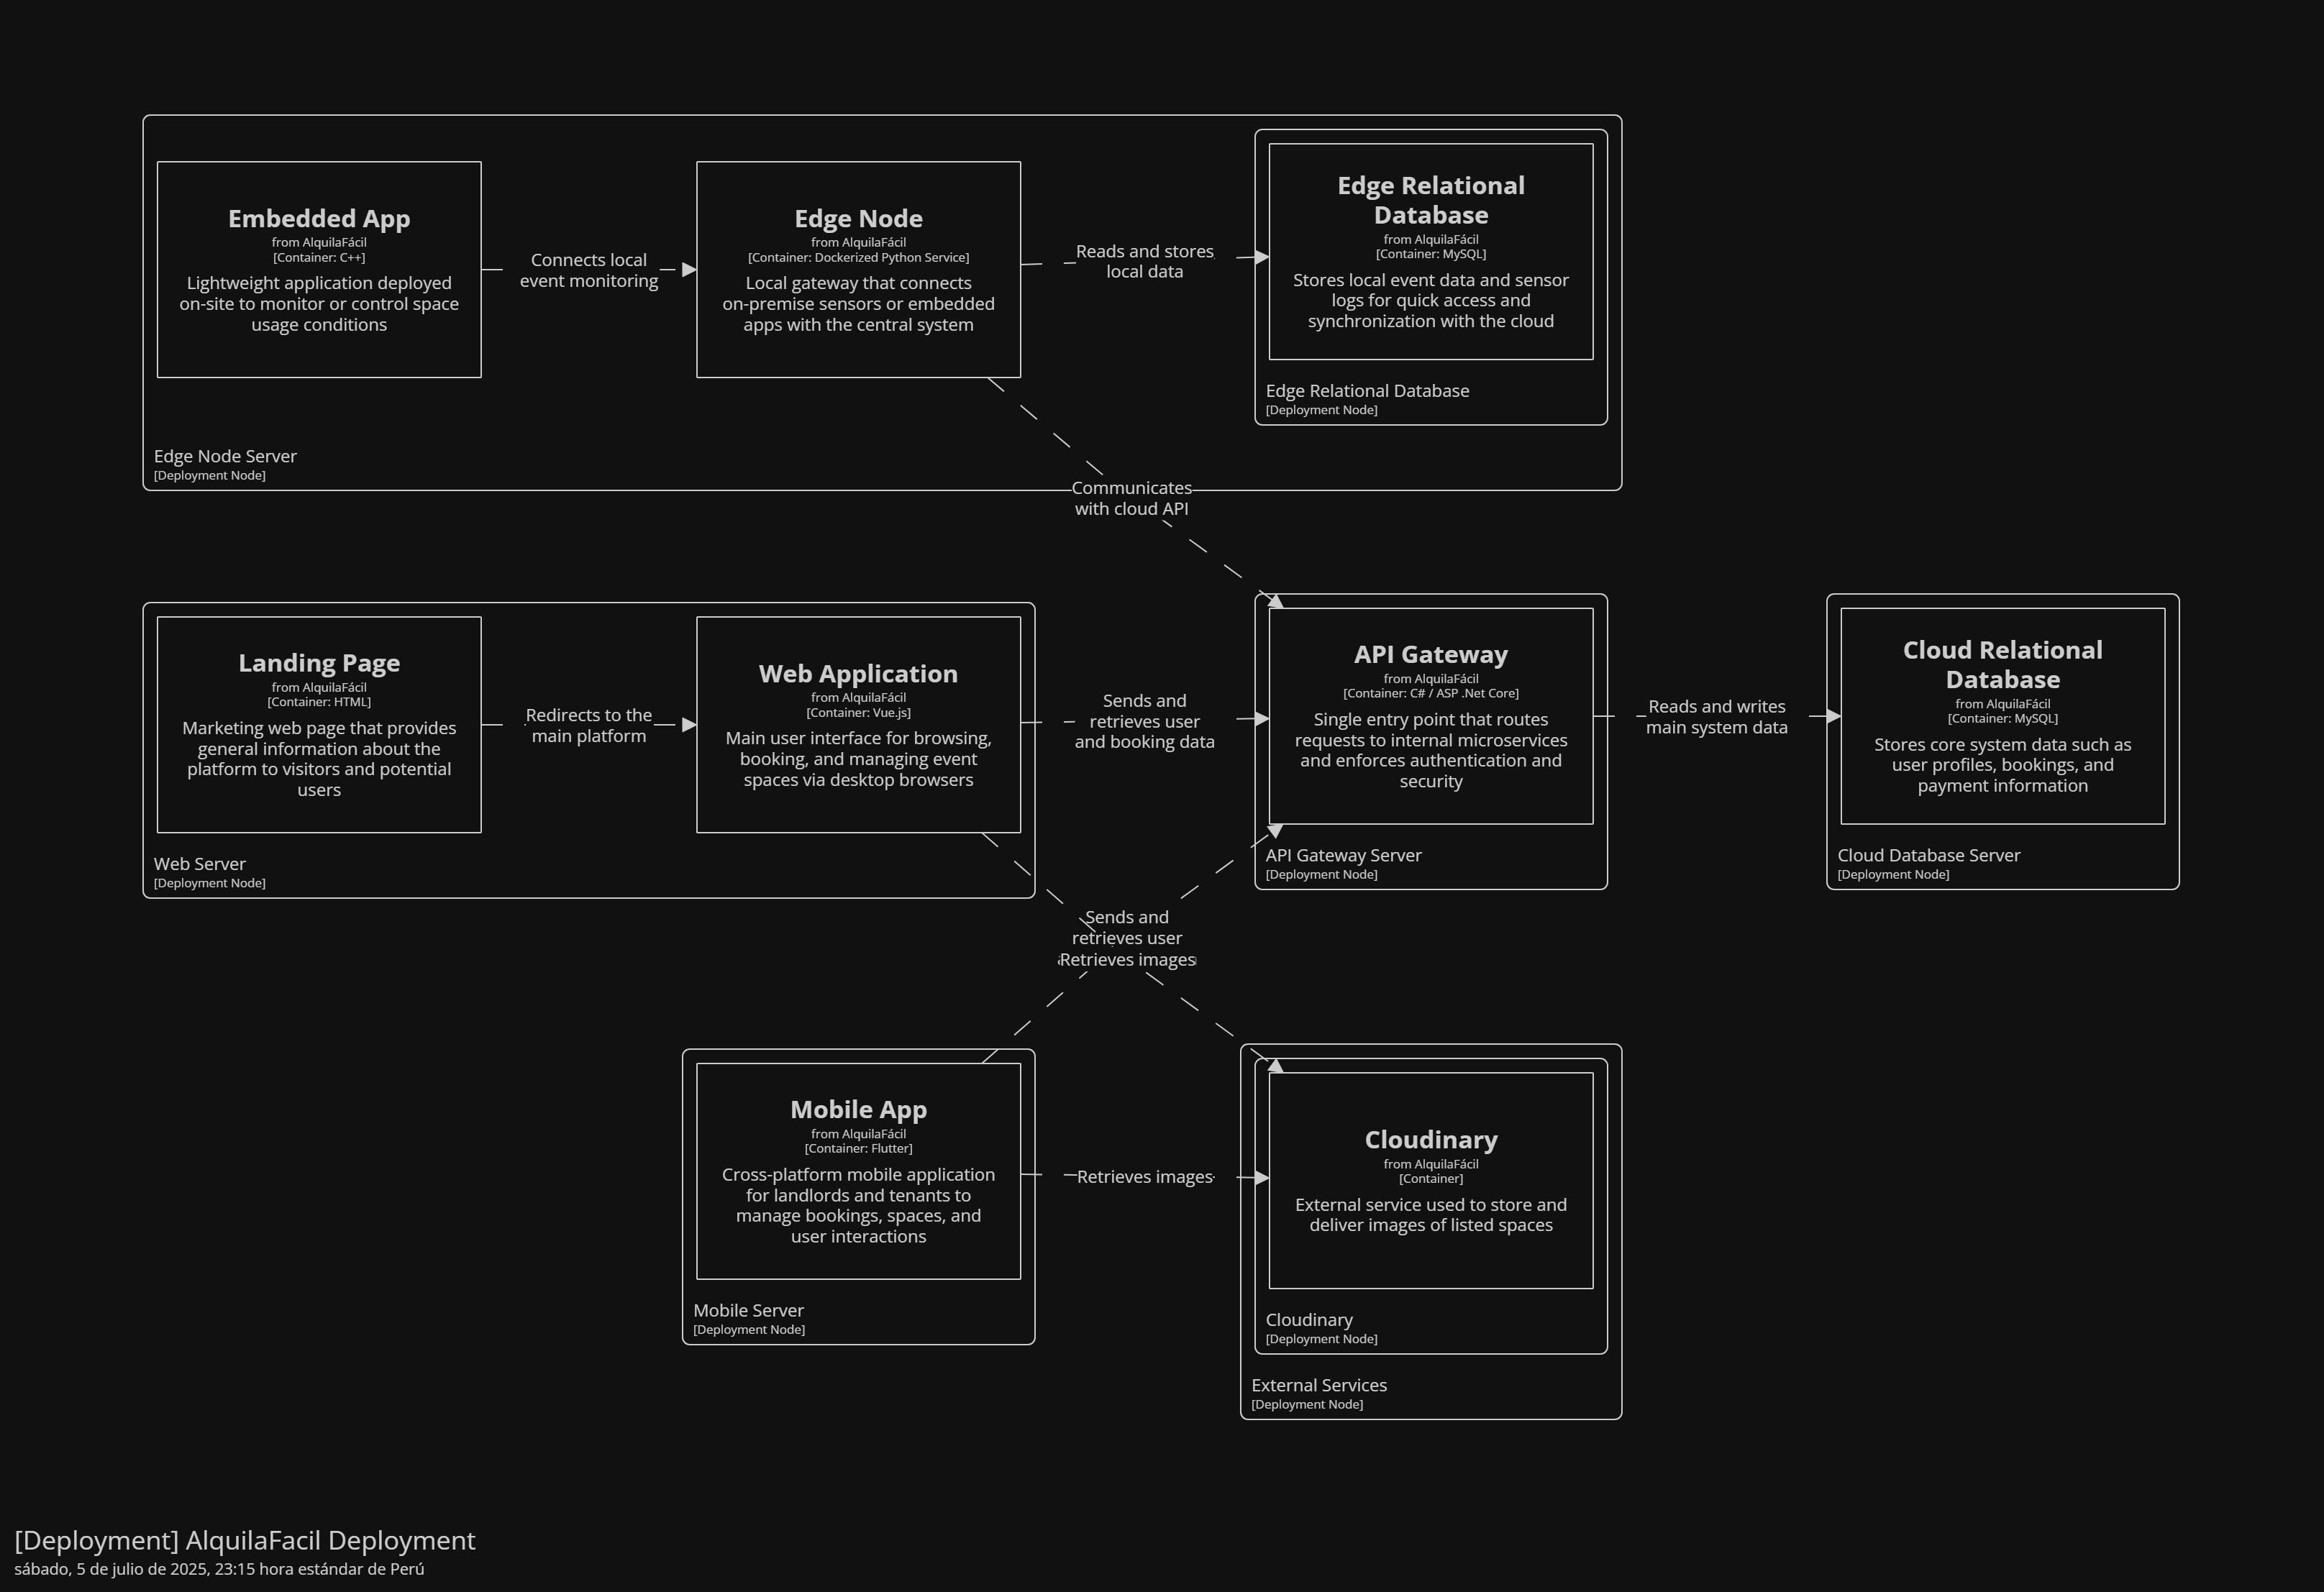 Embedded App
from AlquilaFácil
[Container: C++]
Lightweight application deployed
on-site to monitor or control space
usage conditions
Connects local
event monitoring
Edge Node
from AlquilaFácil
[Container: Dockerized Python Service]
Local gateway that connects
on-premise sensors or embedded
apps with the central system
Reads and stores
local data
Edge Relational
Database
from AlquilaFácil
[Container: MySQL]
Stores local event data and sensor
logs for quick access and
synchronization with the cloud
Edge Relational Database
[Deployment Node]
Edge Node Server
[Deployment Node]
Communicates
with cloud API
Landing Page
from AlquilaFácil
[Container: HTML]
Marketing web page that provides
general information about the
platform to visitors and potential
users
Redirects to the
main platform
Web Application
from AlquilaFácil
[Container: Vue.js]
Main user interface for browsing,
booking, and managing event
spaces via desktop browsers
Web Server
[Deployment Node]
Sends and
retrieves user
and booking data
API Gateway
from AlquilaFácil
[Container: C# / ASP .Net Core]
Single entry point that routes
requests to internal microservices
and enforces authentication and
security
API Gateway Server
[Deployment Node]
Reads and writes
main system data
Cloud Relational
Database
from AlquilaFácil
[Container: MySQL]
Stores core system data such as
user profiles, bookings, and
payment information
Cloud Database Server
[Deployment Node]
Sends and
retrieves user
Retrieves images
Mobile App
from AlquilaFácil
[Container: Flutter]
Cross-platform mobile application
for landlords and tenants to
manage bookings, spaces, and
user interactions
Mobile Server
[Deployment Node]
Retrieves images
Cloudinary
from AlquilaFácil
[Container]
External service used to store and
deliver images of listed spaces
Cloudinary
[Deployment Node]
External Services
[Deployment Node]
[Deployment] AlquilaFacil Deployment
sábado, 5 de julio de 2025, 23:15 hora estándar de Perú